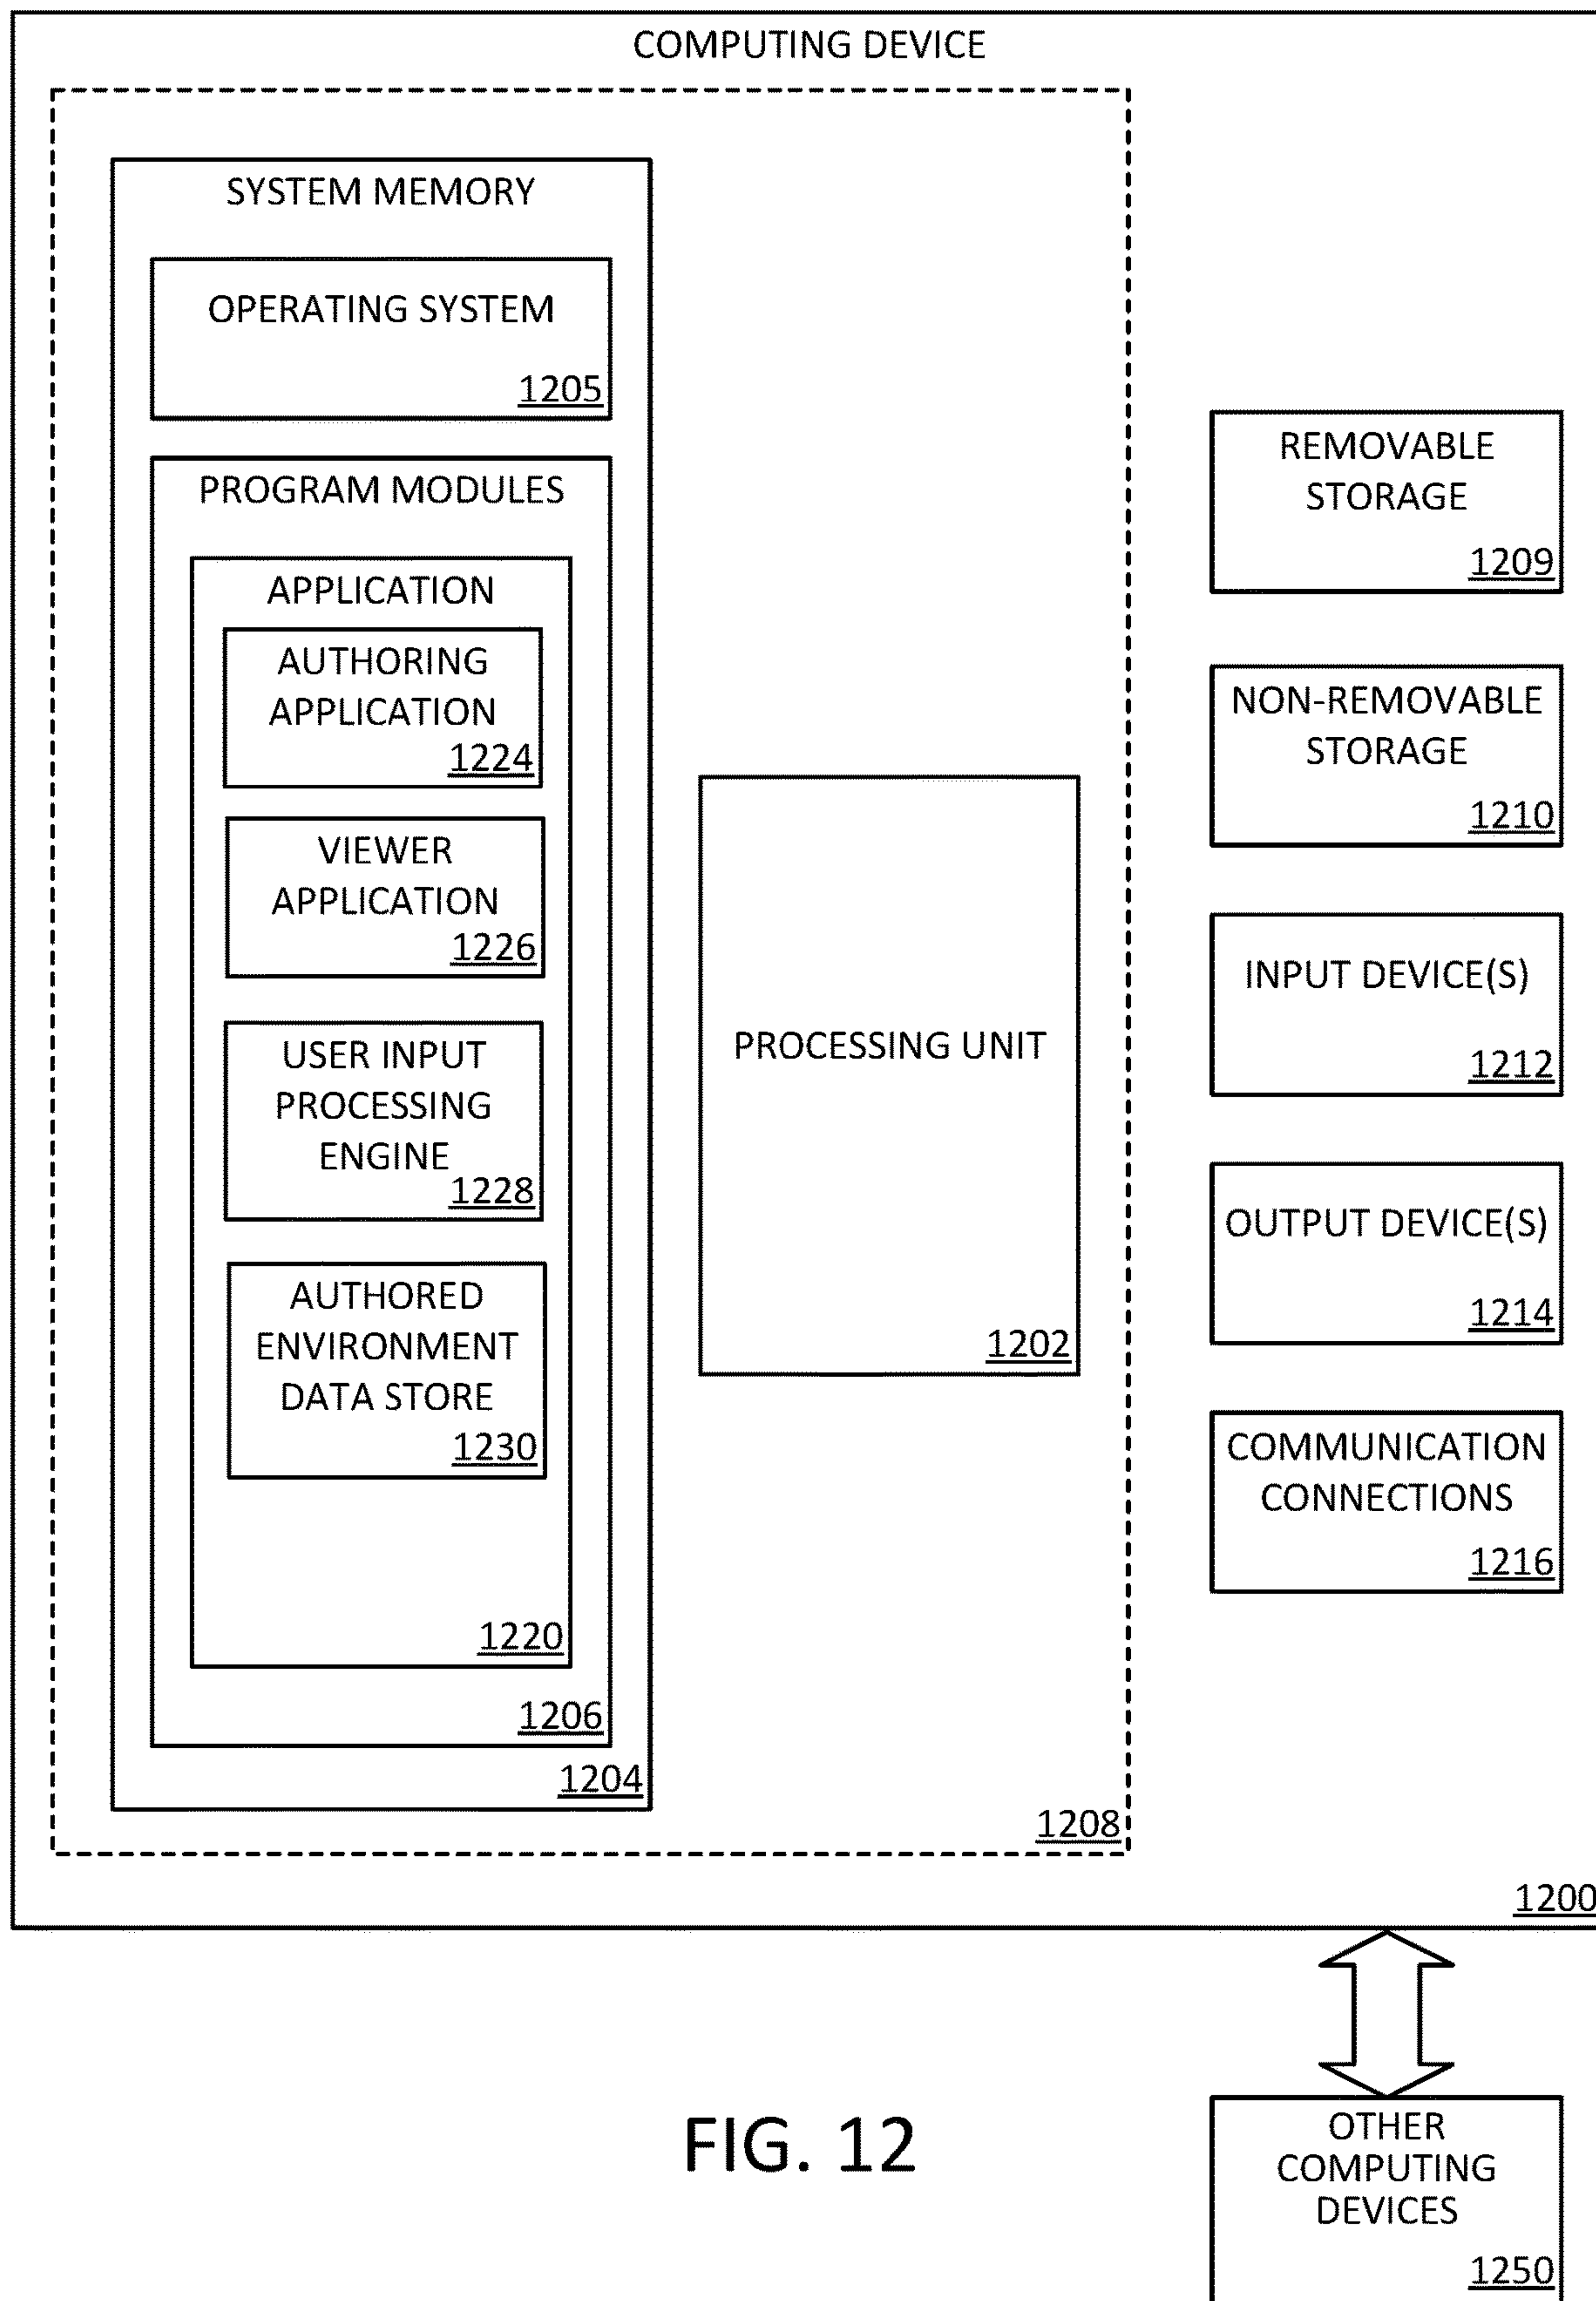 COMPUTING DEVICE
SYSTEM MEMORY
OPERATING SYSTEM
1205
PROGRAM MODULES
APPLICATION
AUTHORING
APPLICATION
1224
VIEWER
APPLICATION
1226
USER INPUT
PROCESSING
ENGINE
1228
AUTHORED
ENVIRONMENT
DATA STORE
1230
1220
1206
1204
PROCESSING UNIT
1202
1208
REMOVABLE
STORAGE
1209
NON-REMOVABLE
STORAGE
1210
INPUT DEVICE(S)
1212
OUTPUT DEVICE(S)
1214
COMMUNICATION
CONNECTIONS
1216
1200
OTHER
COMPUTING
DEVICES
1250
FIG. 12